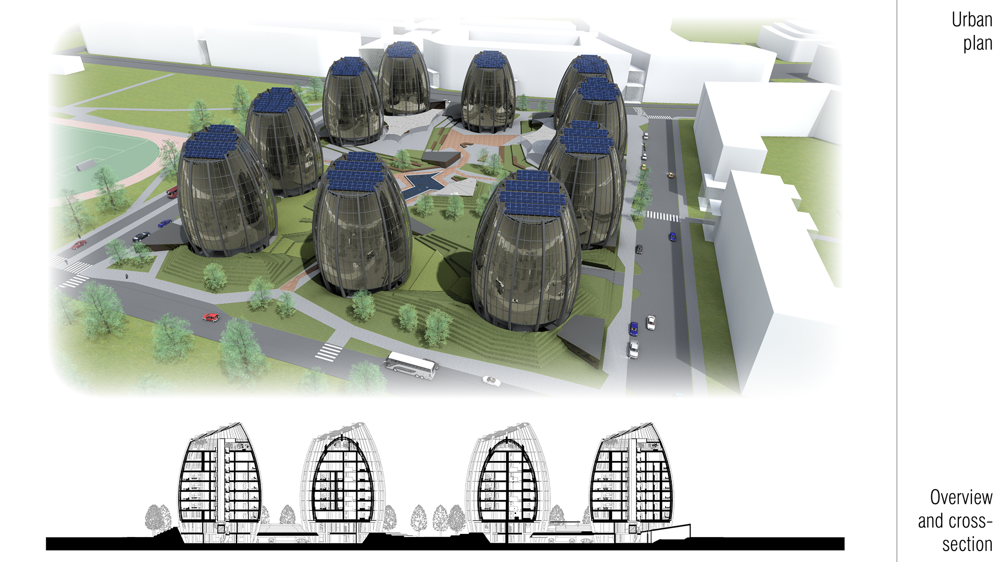 Urban
plan
Overview
and cross-
section